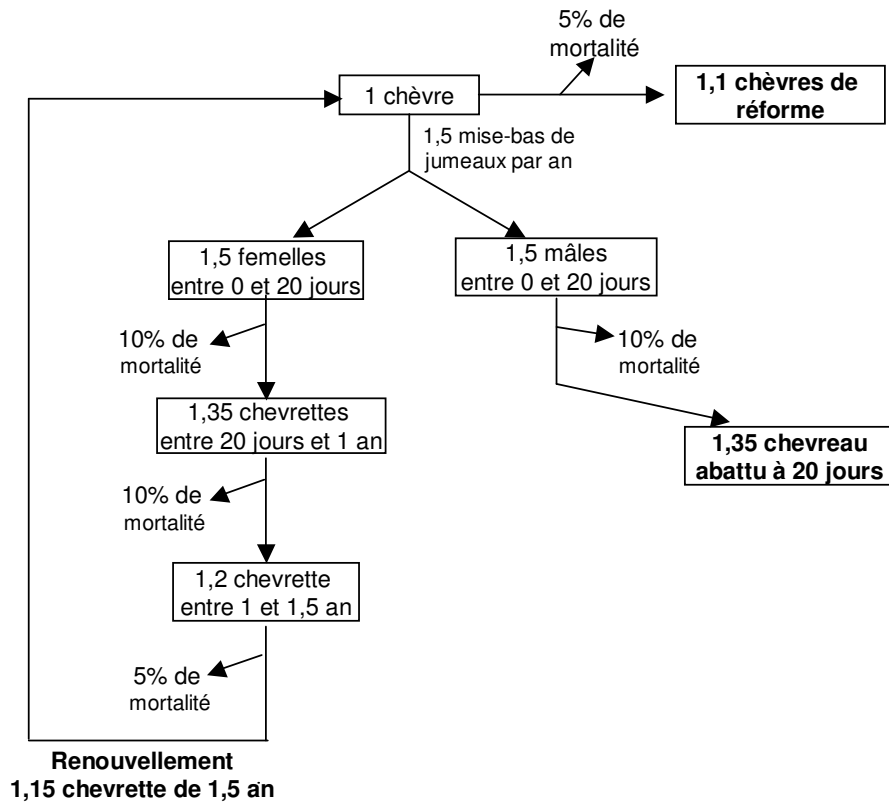 5% de
mortalité
1 chèvre
1,1 chèvres de
réforme
1,5 mise-bas de
jumeaux par an
1,5 femelles
entre 0 et 20 jours
1,5 mâles
entre 0 et 20 jours
10% de
mortalité
10% de
mortalité
1,35 chevrettes
entre 20 jours et 1 an
1,35 chevreau
abattu à 20 jours
10% de
mortalité
1,2 chevrette
entre 1 et 1,5 an
5% de
mortalité
Renouvellement
1,15 chevrette de 1,5 an